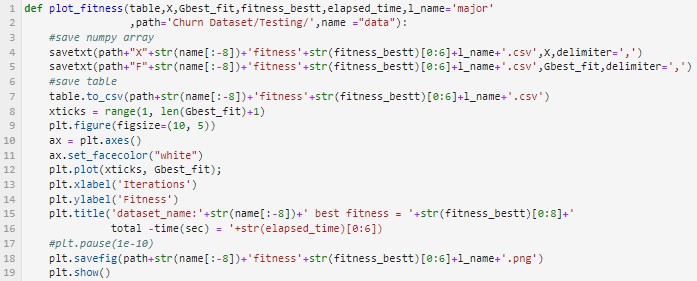 1 def plot_fitness(table,X,Gbest_fit,fitness_bestt,elapsed_time,l_name='major'
2 ,path='Churn Dataset/Testing/',name ="data"):
3 #save numpy array
4 savetxt(path+"X"+str(name[:-8])+'fitness'+str(fitness_bestt)[0:6]+l_name+'.csv',X,delimiter=',')
5 savetxt(path+"F"+str(name[:-8])+'fitness'+str(fitness_bestt)[0:6]+l_name+'.csv',Gbest_fit,delimiter=',')
6 #save table
7 table.to_csv(path+str(name[:-8])+'fitness'+str(fitness_bestt)[0:6]+l_name+'.csv')
8 xticks = range(1, len(Gbest_fit)+1)
9 plt.figure(figsize=(10, 5))
10 ax = plt.axes()
11 ax.set_facecolor("white")
12 plt.plot(xticks, Gbest_fit);
13 plt.xlabel('Iterations')
14 plt.ylabel('Fitness')
15 plt.title('dataset_name:'+str(name[:-8])+' best fitness = '+str(fitness_bestt)[0:8]+'
16 total -time(sec) = '+str(elapsed_time)[0:6])
17 #plt.pause(1e-10)
18 plt.savefig(path+str(name[:-8])+'fitness'+str(fitness_bestt)[0:6]+l_name+'.png')
19 plt.show()